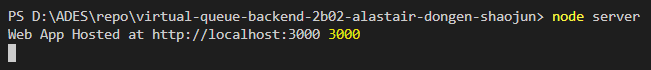 PS D:\ADES\repo\virtual-queue-backend-2b02-alastair-dongen-shaojun> node server
Web App Hosted at http://localhost:3000 3000